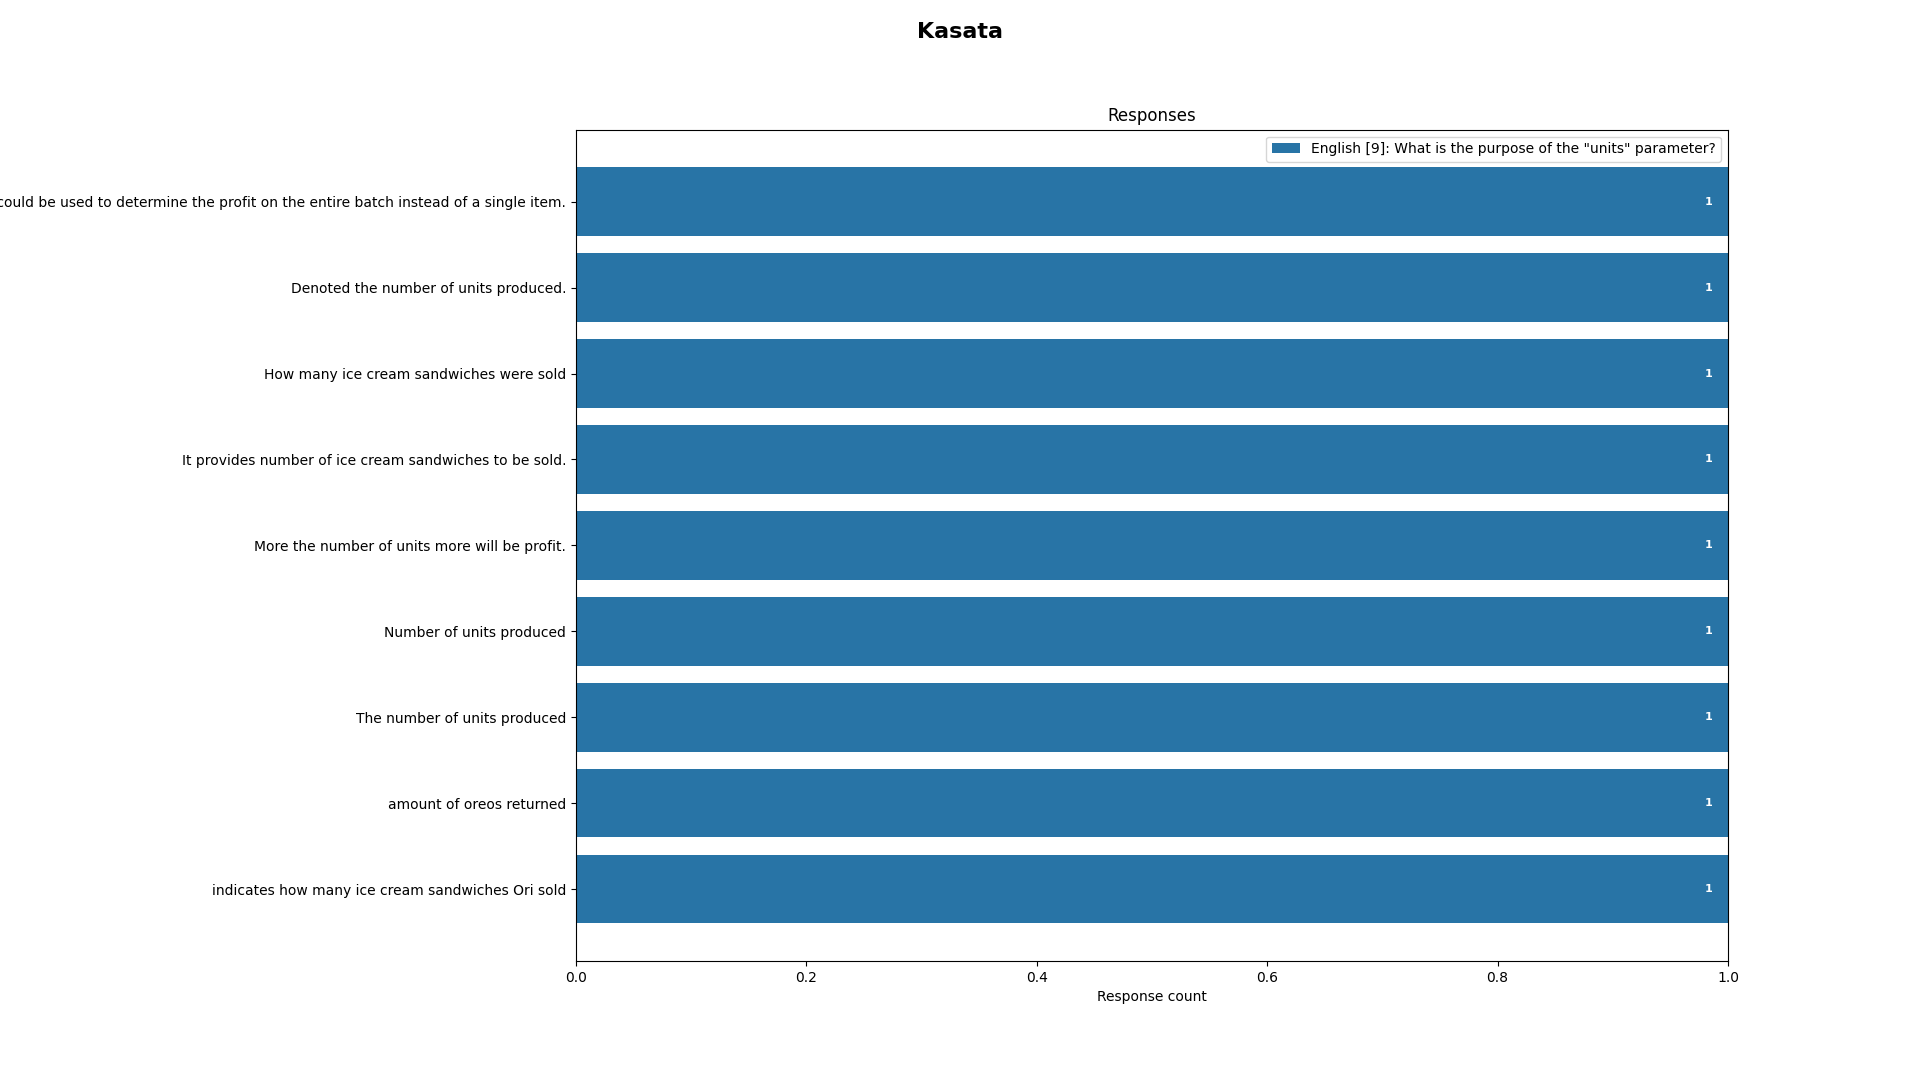 Kasata
Responses
English [9]: What is the purpose of the "units" parameter?
could be used to determine the profit on the entire batch instead of a single item.
1
Denoted the number of units produced.
1
How many ice cream sandwiches were sold
1
It provides number of ice cream sandwiches to be sold.
1
More the number of units more will be profit.
1
Number of units produced
1
The number of units produced
1
amount of oreos returned
1
indicates how many ice cream sandwiches Ori sold
1
0.0 0.2 0.4 0.6 0.8 1.0
Response count